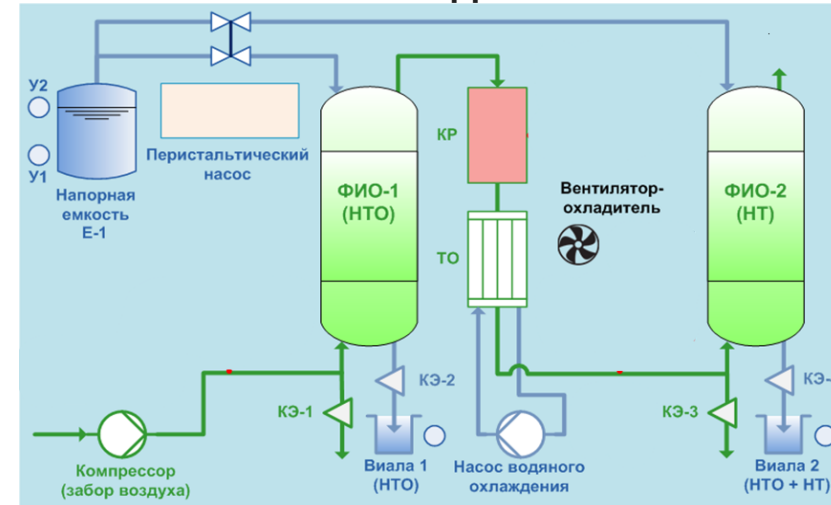 У2
У1
Напорная
емкость
Е-1
Перистальтический
насос
ФИО-1
(НТО)
КР
ТО
Вентилятор-
охладитель
ФИО-2
(НТ)
КЭ-1
КЭ-2
КЭ-3
КЭ-
Компрессор
(забор воздуха)
Виала 1
(НТО)
Насос водяного
охлаждения
Виала 2
(НТО + НТ)